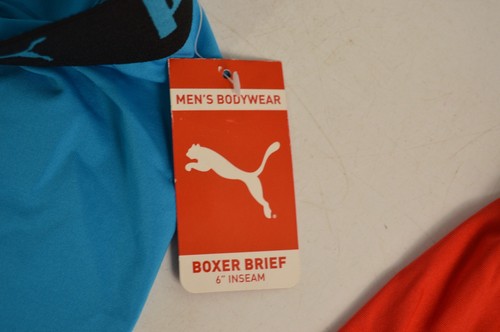 MEN'S BODYWEAR
BOXER BRIEF
6" INSEAM